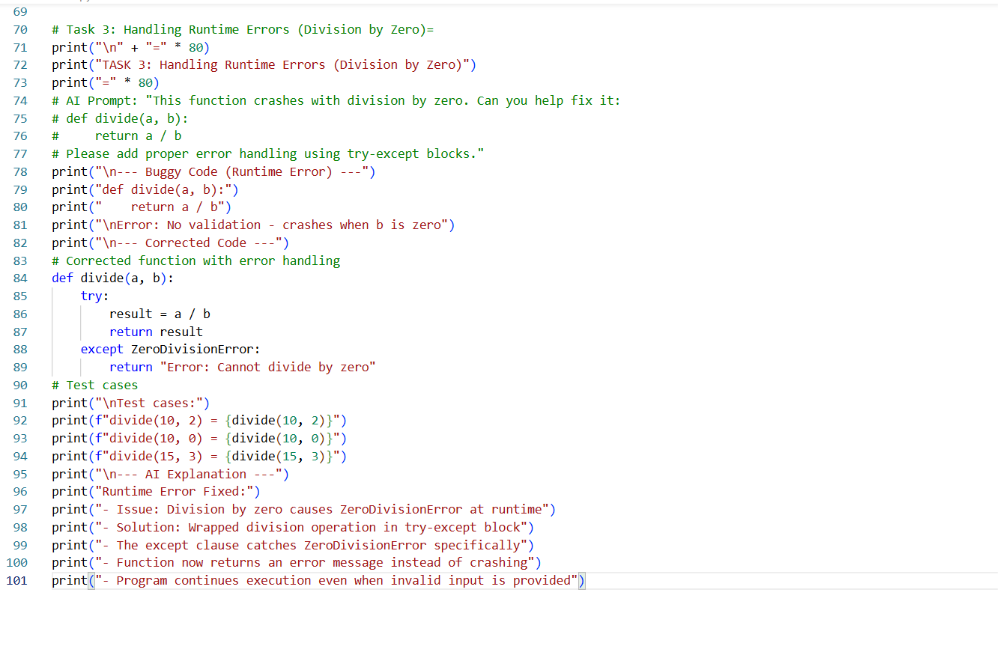 69
70 # Task 3: Handling Runtime Errors (Division by Zero)=
71 print("\n" + "=" * 80)
72 print("TASK 3: Handling Runtime Errors (Division by Zero)")
73 print("=" * 80)
74 # AI Prompt: "This function crashes with division by zero. Can you help fix it:
75 # def divide(a, b):
76 #     return a / b
77 # Please add proper error handling using try-except blocks."
78 print("\n--- Buggy Code (Runtime Error) ---")
79 print("def divide(a, b):")
80 print("    return a / b")
81 print("\nError: No validation - crashes when b is zero")
82 print("\n--- Corrected Code ---")
83 # Corrected function with error handling
84 def divide(a, b):
85     try:
86         result = a / b
87         return result
88     except ZeroDivisionError:
89         return "Error: Cannot divide by zero"
90 # Test cases
91 print("\nTest cases:")
92 print(f"divide(10, 2) = {divide(10, 2)}")
93 print(f"divide(10, 0) = {divide(10, 0)}")
94 print(f"divide(15, 3) = {divide(15, 3)}")
95 print("\n--- AI Explanation ---")
96 print("Runtime Error Fixed:")
97 print("- Issue: Division by zero causes ZeroDivisionError at runtime")
98 print("- Solution: Wrapped division operation in try-except block")
99 print("- The except clause catches ZeroDivisionError specifically")
100 print("- Function now returns an error message instead of crashing")
101 print("- Program continues execution even when invalid input is provided")